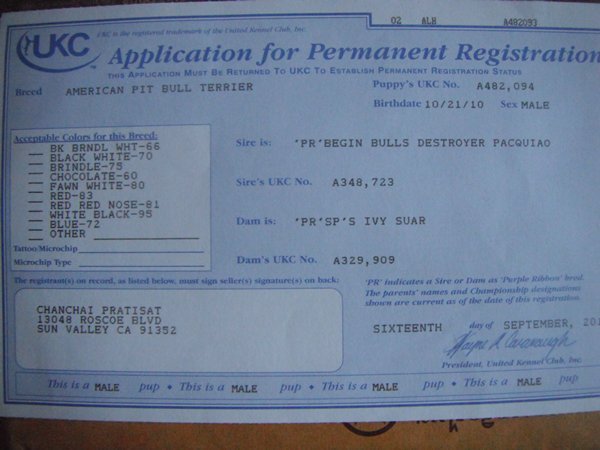 UKC is the registered trademark of the United Kennel Club, Inc.
02 ALB A482093
UKC
Application for Permanent Registration
THIS APPLICATION MUST BE RETURNED TO UKC TO ESTABLISH PERMANENT REGISTRATION STATUS
Breed AMERICAN PIT BULL TERRIER Puppy's UKC No. A482,094
Birthdate 10/21/10 Sex MALE
Acceptable Colors for this Breed:
BK BRNDL WHT-66
BLACK WHITE-70
BRINDLE-75
CHOCOLATE-60
FAWN WHITE-80
RED-83
RED RED NOSE-81
WHITE BLACK-95
BLUE-72
OTHER
Tattoo/Microchip
Microchip Type
Sire is: 'PR'BEGIN BULLS DESTROYER PACQUIAO
Sire's UKC No. A348,723
Dam is: 'PR'SP'S IVY SUAR
Dam's UKC No. A329,909
The registrant(s) on record, as listed below, must sign seller(s) signature(s) on back:
CHANCHAI PRATISAT
13048 ROSCOE BLVD
SUN VALLEY CA 91352
'PR' indicates a Sire or Dam as 'Purple Ribbon' bred.
The parents' names and Championship designations
shown are current as of the date of this registration.
SIXTEENTH day of SEPTEMBER, 201
Wayne R. Cavanaugh
President, United Kennel Club, Inc.
This is a MALE pup ♦ This is a MALE pup ♦ This is a MALE pup ♦ This is a MALE pup